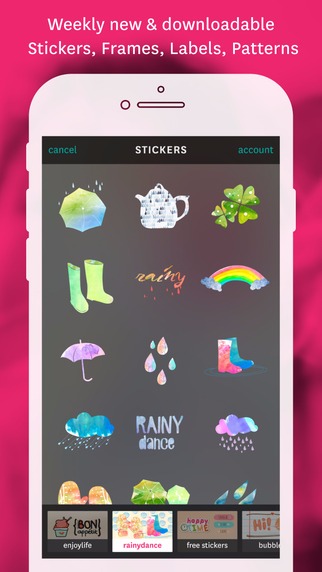 Weekly new & downloadable
Stickers, Frames, Labels, Patterns
cancel
STICKERS
account
rainy
RAINY
dance
{BON}
appétit
happy
TIME
Hi!
enjoylife
rainydance
free stickers
bubble